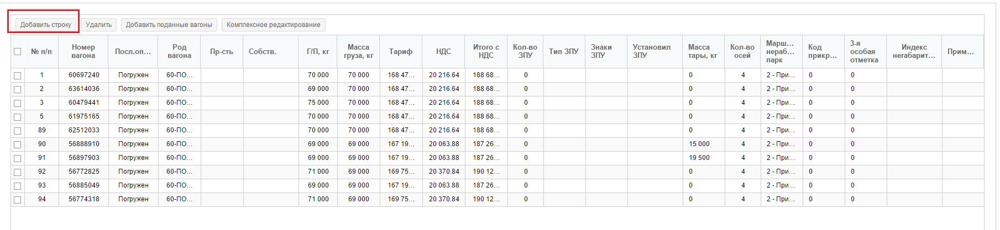 Добавить строку Удалить Добавить поданные вагоны Комплексное редактирование
№ п/п Номер вагона Посл.оп... Род вагона Пр-сть Собств. Г/П, кг Масса груза, кг Тариф НДС Итого с НДС Кол-во ЗПУ Тип ЗПУ Знаки ЗПУ Установил ЗПУ Масса тары, кг Кол-во осей Марш... нераб... парк Код прикр... 3-я особая отметка Индекс негабарит... Прим...
1 60697240 Погружен 60-ПО... 70 000 70 000 168 47... 20 216.64 188 68... 0 0 4 2 - При... 0 0
2 63614036 Погружен 60-ПО... 69 000 70 000 168 47... 20 216.64 188 68... 0 0 4 2 - При... 0 0
3 60479441 Погружен 60-ПО... 75 000 70 000 168 47... 20 216.64 188 68... 0 0 4 2 - При... 0 0
5 61975165 Погружен 60-ПО... 70 000 70 000 168 47... 20 216.64 188 68... 0 0 4 2 - При... 0 0
89 62512033 Погружен 60-ПО... 70 000 70 000 168 47... 20 216.64 188 68... 0 0 4 2 - При... 0 0
90 56888910 Погружен 60-ПО... 69 000 69 000 167 19... 20 063.88 187 26... 0 15 000 4 2 - При... 0 0
91 56897903 Погружен 60-ПО... 69 000 69 000 167 19... 20 063.88 187 26... 0 19 500 4 2 - При... 0 0
92 56772825 Погружен 60-ПО... 71 000 69 000 169 75... 20 370.84 190 12... 0 0 4 2 - При... 0 0
93 56885049 Погружен 60-ПО... 69 000 69 000 167 19... 20 063.88 187 26... 0 0 4 2 - При... 0 0
94 56774318 Погружен 60-ПО... 71 000 69 000 169 75... 20 370.84 190 12... 0 0 4 2 - При... 0 0